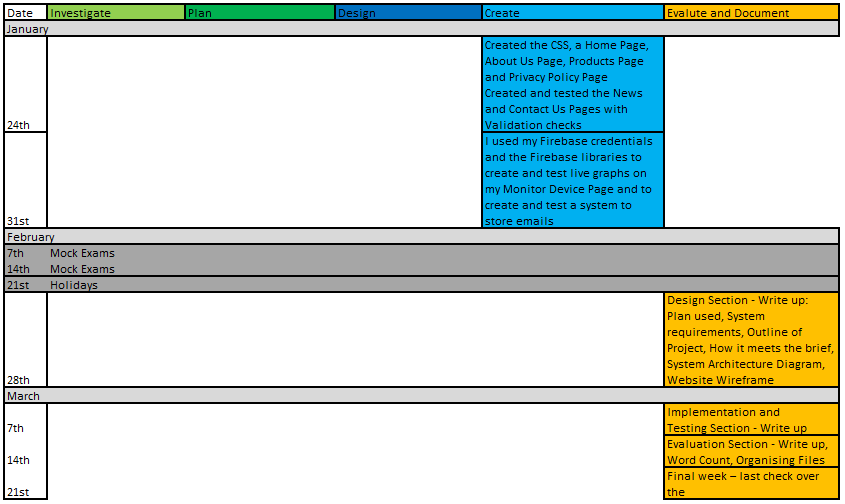 Date Investigate Plan Design Create Evalute and Document
January
Created the CSS, a Home Page,
About Us Page, Products Page
and Privacy Policy Page
Created and tested the News
and Contact Us Pages with
24th Validation checks
I used my Firebase credentials
and the Firebase libraries to
create and test live graphs on
my Monitor Device Page and to
create and test a system to
31st store emails
February
7th Mock Exams
14th Mock Exams
21st Holidays
Design Section - Write up:
Plan used, System
requirements, Outline of
Project, How it meets the brief,
System Architecture Diagram,
28th Website Wireframe
March
Implementation and
7th Testing Section - Write up
Evaluation Section - Write up,
14th Word Count, Organising Files
Final week – last check over
21st the